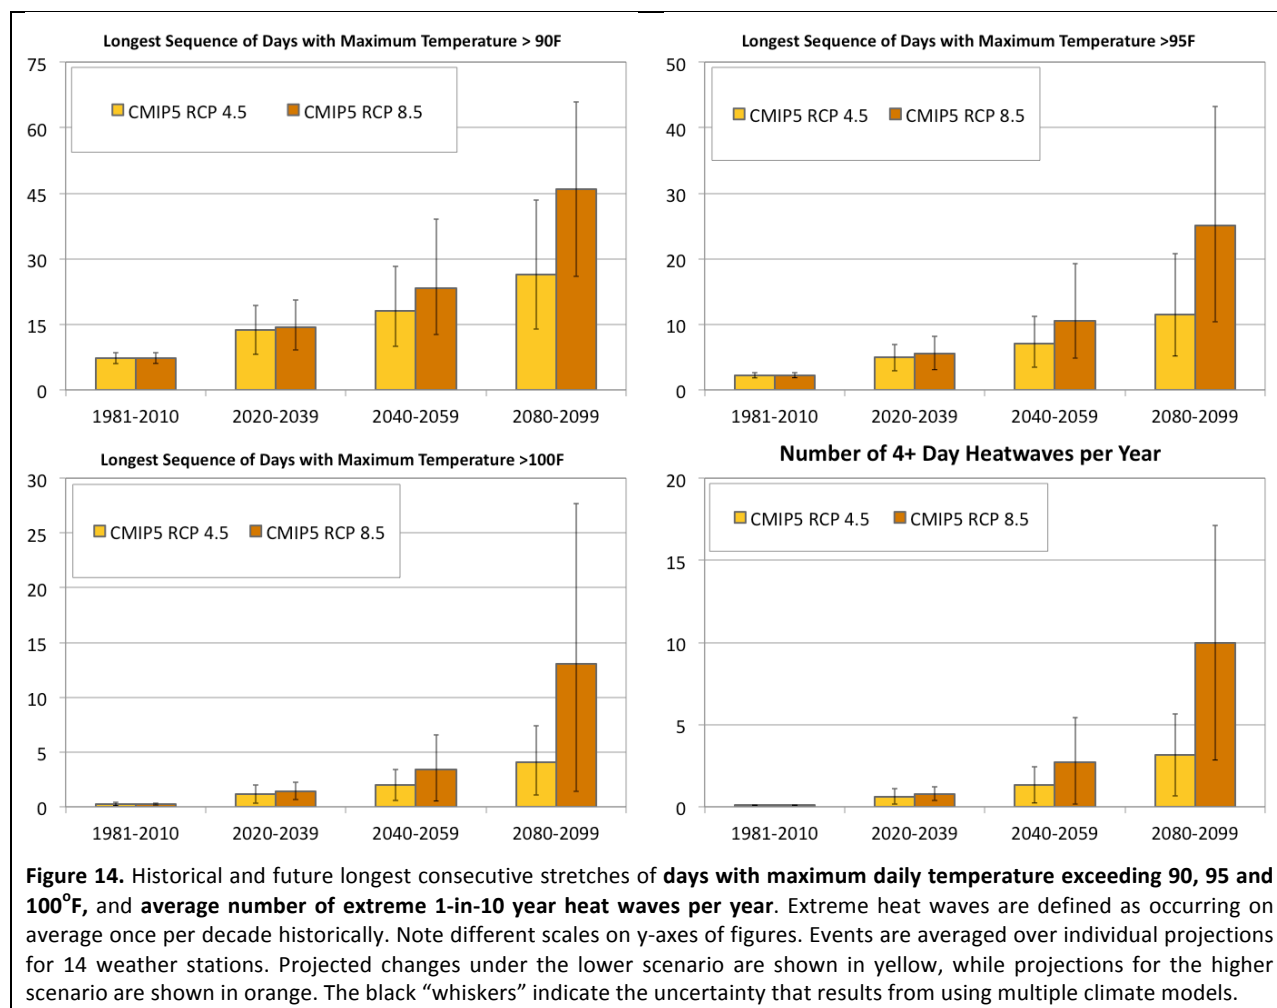 Longest Sequence of Days with Maximum Temperature > 90F
75
60
45
30
15
0
CMIP5 RCP 4.5 CMIP5 RCP 8.5
1981-2010 2020-2039 2040-2059 2080-2099
Longest Sequence of Days with Maximum Temperature >95F
50
40
30
20
10
0
CMIP5 RCP 4.5 CMIP5 RCP 8.5
1981-2010 2020-2039 2040-2059 2080-2099
Longest Sequence of Days with Maximum Temperature >100F
30
25
20
15
10
5
0
CMIP5 RCP 4.5 CMIP5 RCP 8.5
1981-2010 2020-2039 2040-2059 2080-2099
Number of 4+ Day Heatwaves per Year
20
15
10
5
0
CMIP5 RCP 4.5 CMIP5 RCP 8.5
1981-2010 2020-2039 2040-2059 2080-2099
Figure 14. Historical and future longest consecutive stretches of days with maximum daily temperature exceeding 90, 95 and
100°F, and average number of extreme 1-in-10 year heat waves per year. Extreme heat waves are defined as occurring on
average once per decade historically. Note different scales on y-axes of figures. Events are averaged over individual projections
for 14 weather stations. Projected changes under the lower scenario are shown in yellow, while projections for the higher
scenario are shown in orange. The black “whiskers” indicate the uncertainty that results from using multiple climate models.